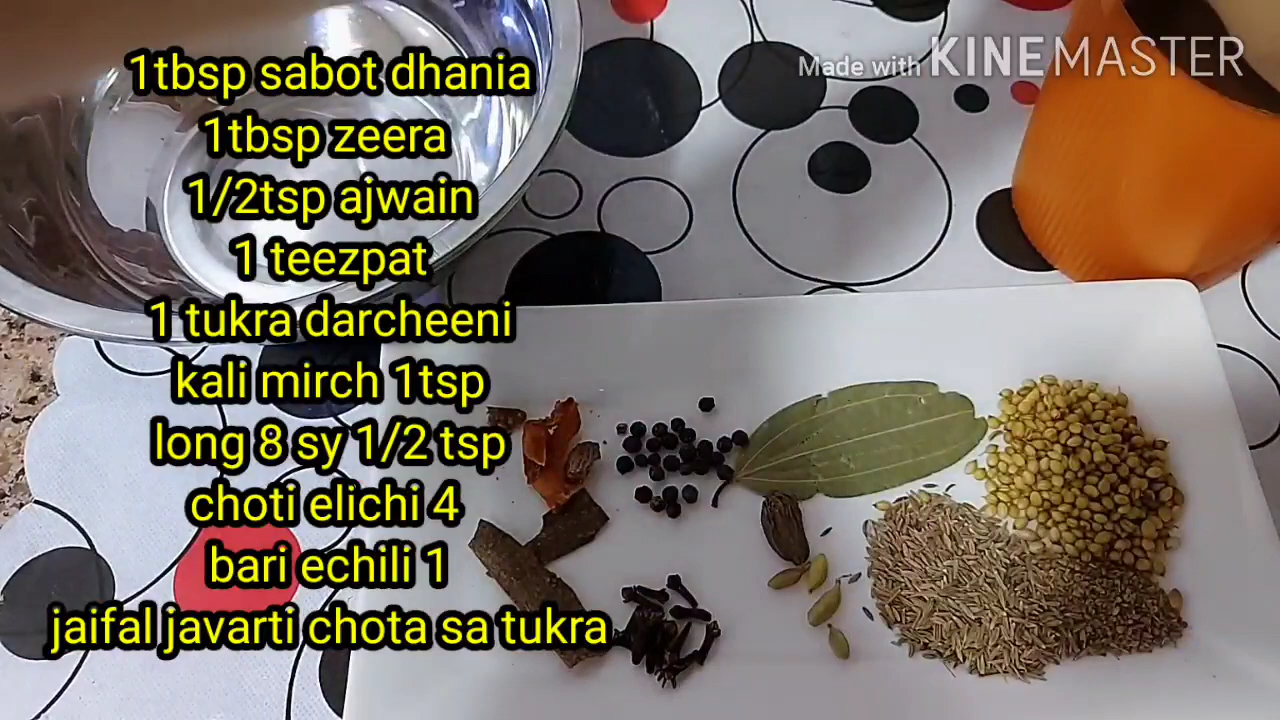 Made with KINEMASTER
1tbsp sabot dhania
1tbsp zeera
1/2tsp ajwain
1 teezpat
1 tukra darcheeni
kali mirch 1tsp
long 8 sy 1/2 tsp
choti elichi 4
bari echili 1
jaifal javarti chota sa tukra